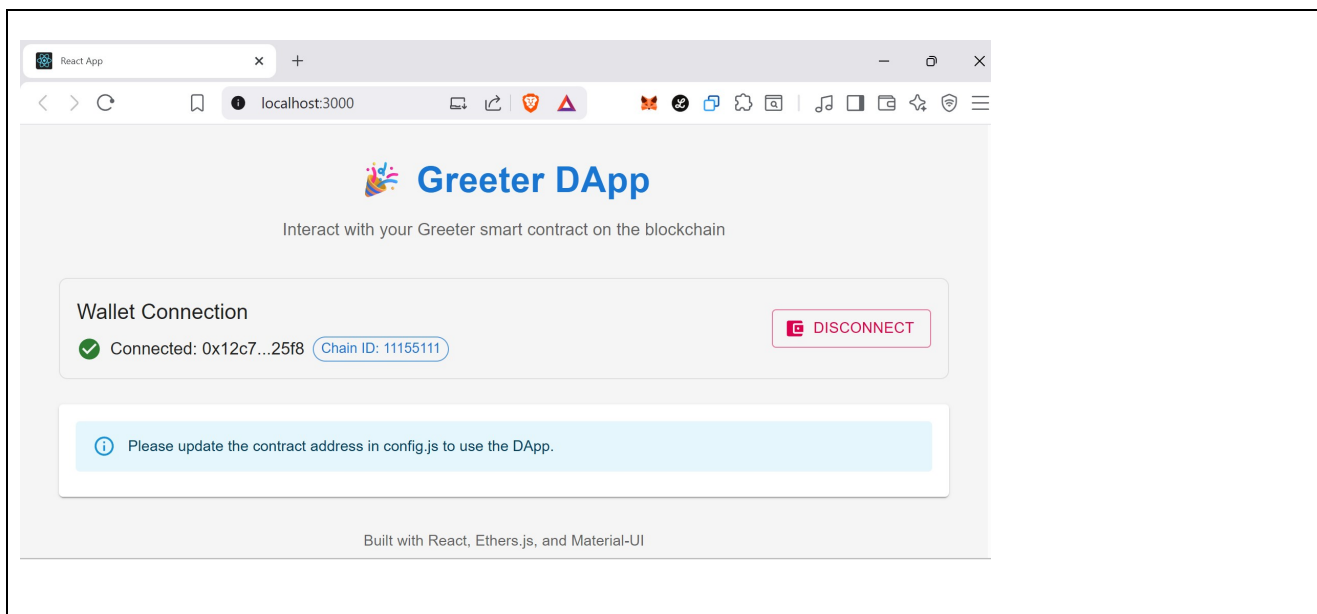 React App
localhost:3000
Greeter DApp
Interact with your Greeter smart contract on the blockchain
Wallet Connection
Connected: 0x12c7...25f8 Chain ID: 11155111
DISCONNECT
Please update the contract address in config.js to use the DApp.
Built with React, Ethers.js, and Material-UI